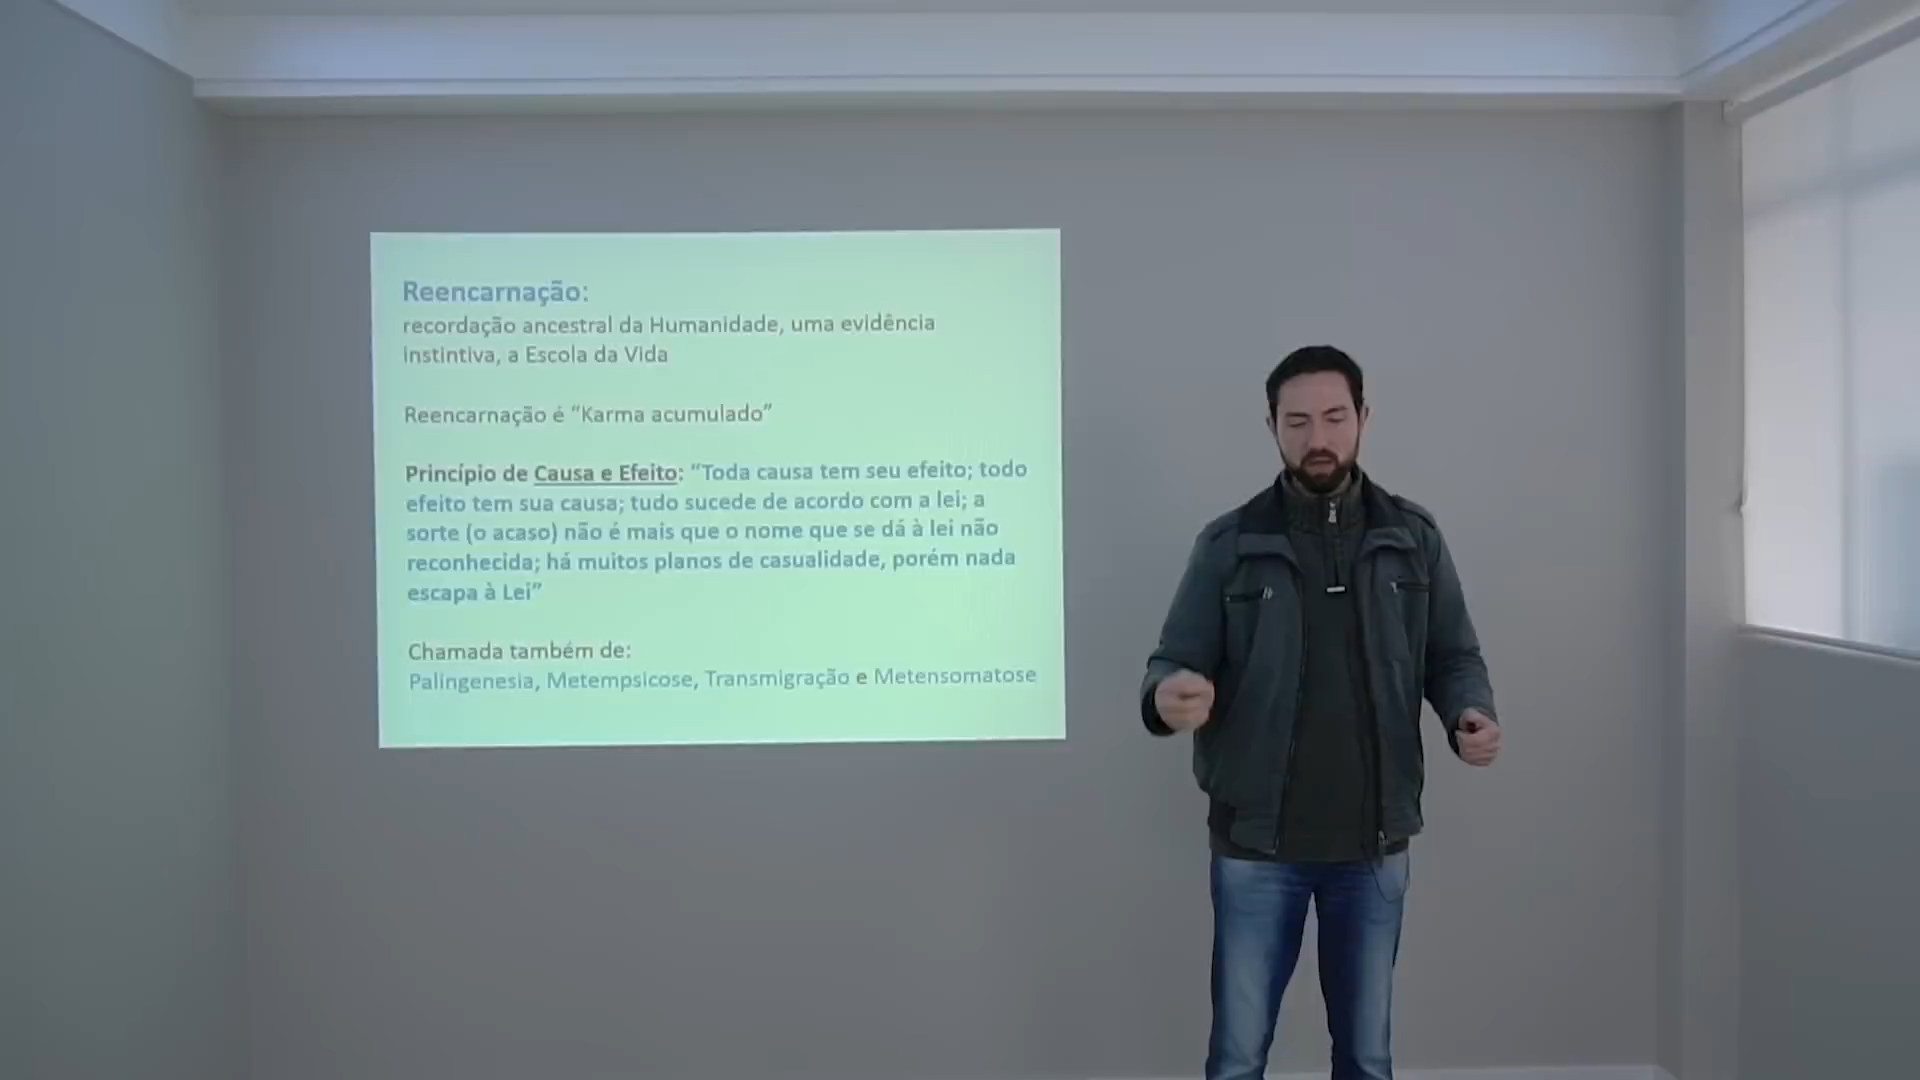 Reencarnação:
recordação ancestral da Humanidade, uma evidência
instintiva, a Escola da Vida
Reencarnação é “Karma acumulado”
Princípio de Causa e Efeito: “Toda causa tem seu efeito; todo
efeito tem sua causa; tudo sucede de acordo com a lei; a
sorte (o acaso) não é mais que o nome que se dá à lei não
reconhecida; há muitos planos de casualidade, porém nada
escapa à Lei”
Chamada também de:
Palingenesia, Metempsicose, Transmigração e Metensomatose